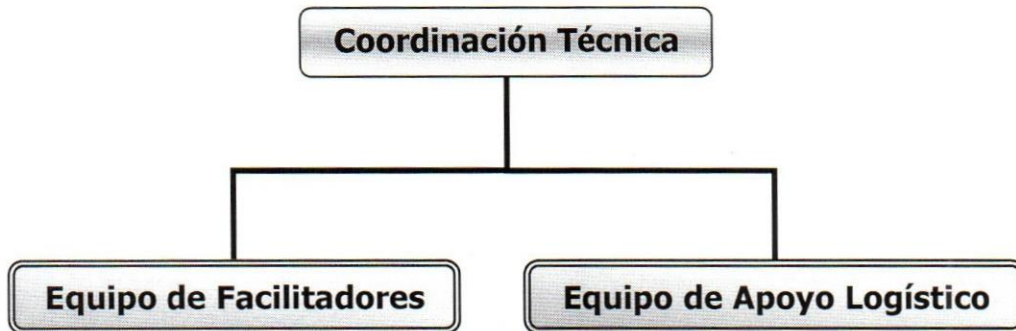 Coordinación Técnica
Equipo de Facilitadores
Equipo de Apoyo Logístico